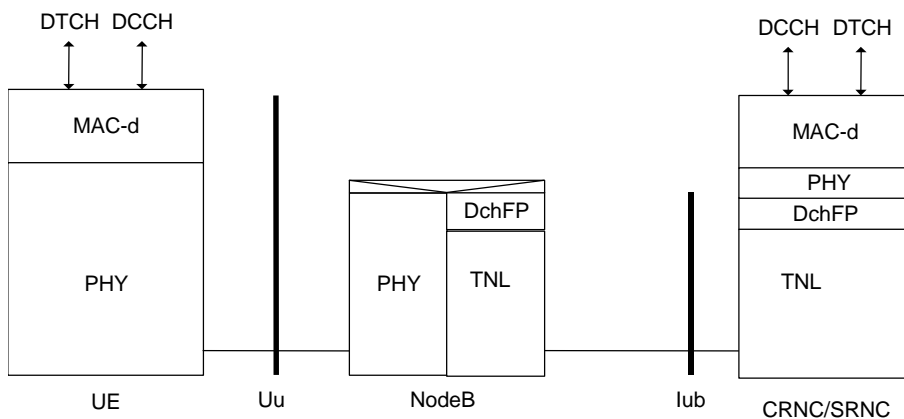 DTCH DCCH
DCCH DTCH
MAC-d
MAC-d
PHY
DchFP
DchFP
PHY
PHY
TNL
TNL
UE
Uu
NodeB
Iub
CRNC/SRNC